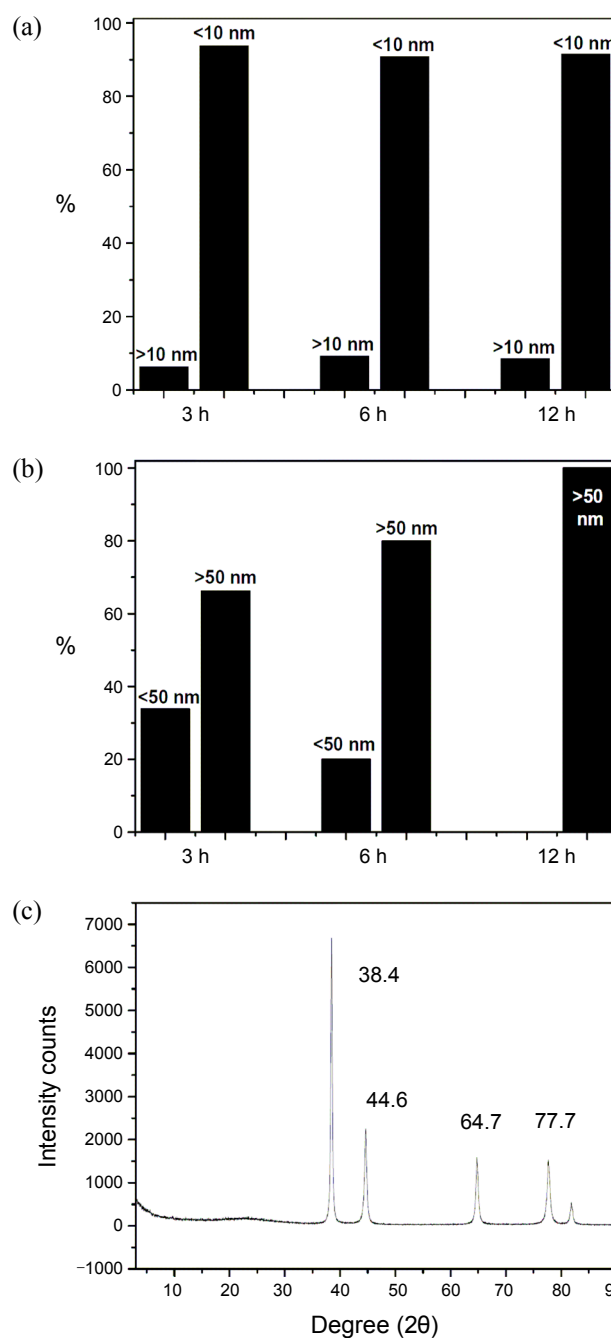 (a)
100
80
60
40
20
0
%
>10 nm
<10 nm
>10 nm
<10 nm
>10 nm
<10 nm
3 h
6 h
12 h
(b)
100
80
60
40
20
0
%
<50 nm
>50 nm
<50 nm
>50 nm
>50
nm
3 h
6 h
12 h
(c)
7000
6000
5000
4000
3000
2000
1000
0
−1000
Intensity counts
38.4
44.6
64.7
77.7
10
20
30
40
50
60
70
80
9
Degree (2θ)